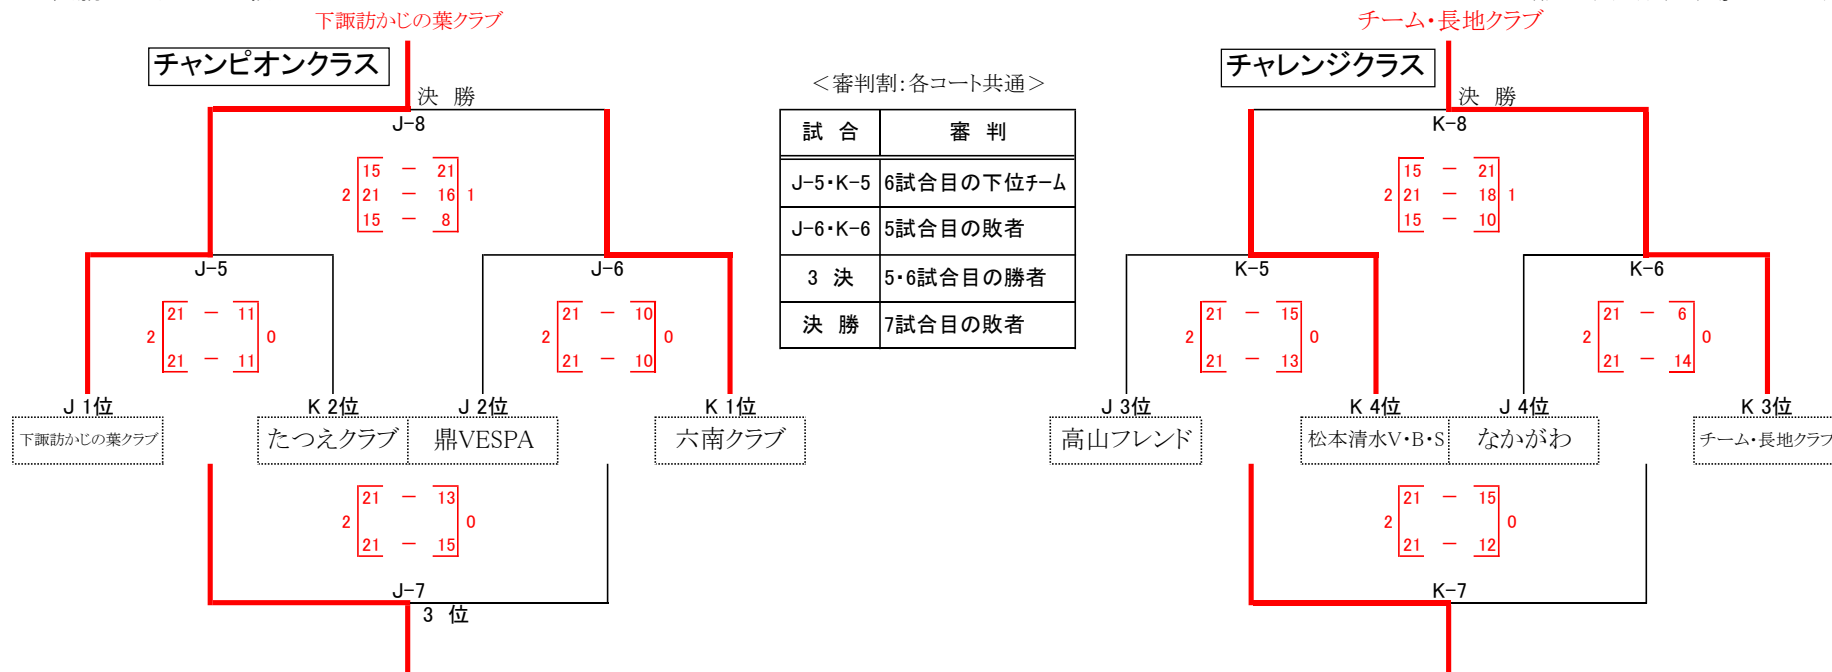 下諏訪かじの葉クラブ
チャンピオンクラス
決 勝
J-8
15 － 21
2 21 － 16 1
15 － 8
J-5
J-6
21 － 11
2 0
21 － 11
21 － 10
2 0
21 － 10
J 1位
K 2位
J 2位
K 1位
下諏訪かじの葉クラブ
たつえクラブ
鼎VESPA
六南クラブ
21 － 13
2 0
21 － 15
J-7
3 位
＜審判割：各コート共通＞
試 合 審 判
J-5・K-5 6試合目の下位チーム
J-6・K-6 5試合目の敗者
3 決 5・6試合目の勝者
決 勝 7試合目の敗者
チーム・長地クラブ
チャレンジクラス
決 勝
K-8
15 － 21
2 21 － 18 1
15 － 10
K-5
K-6
21 － 15
2 0
21 － 13
21 － 6
2 0
21 － 14
J 3位
K 4位
J 4位
K 3位
高山フレンド
松本清水V・B・S
なかがわ
チーム・長地クラブ
21 － 15
2 0
21 － 12
K-7